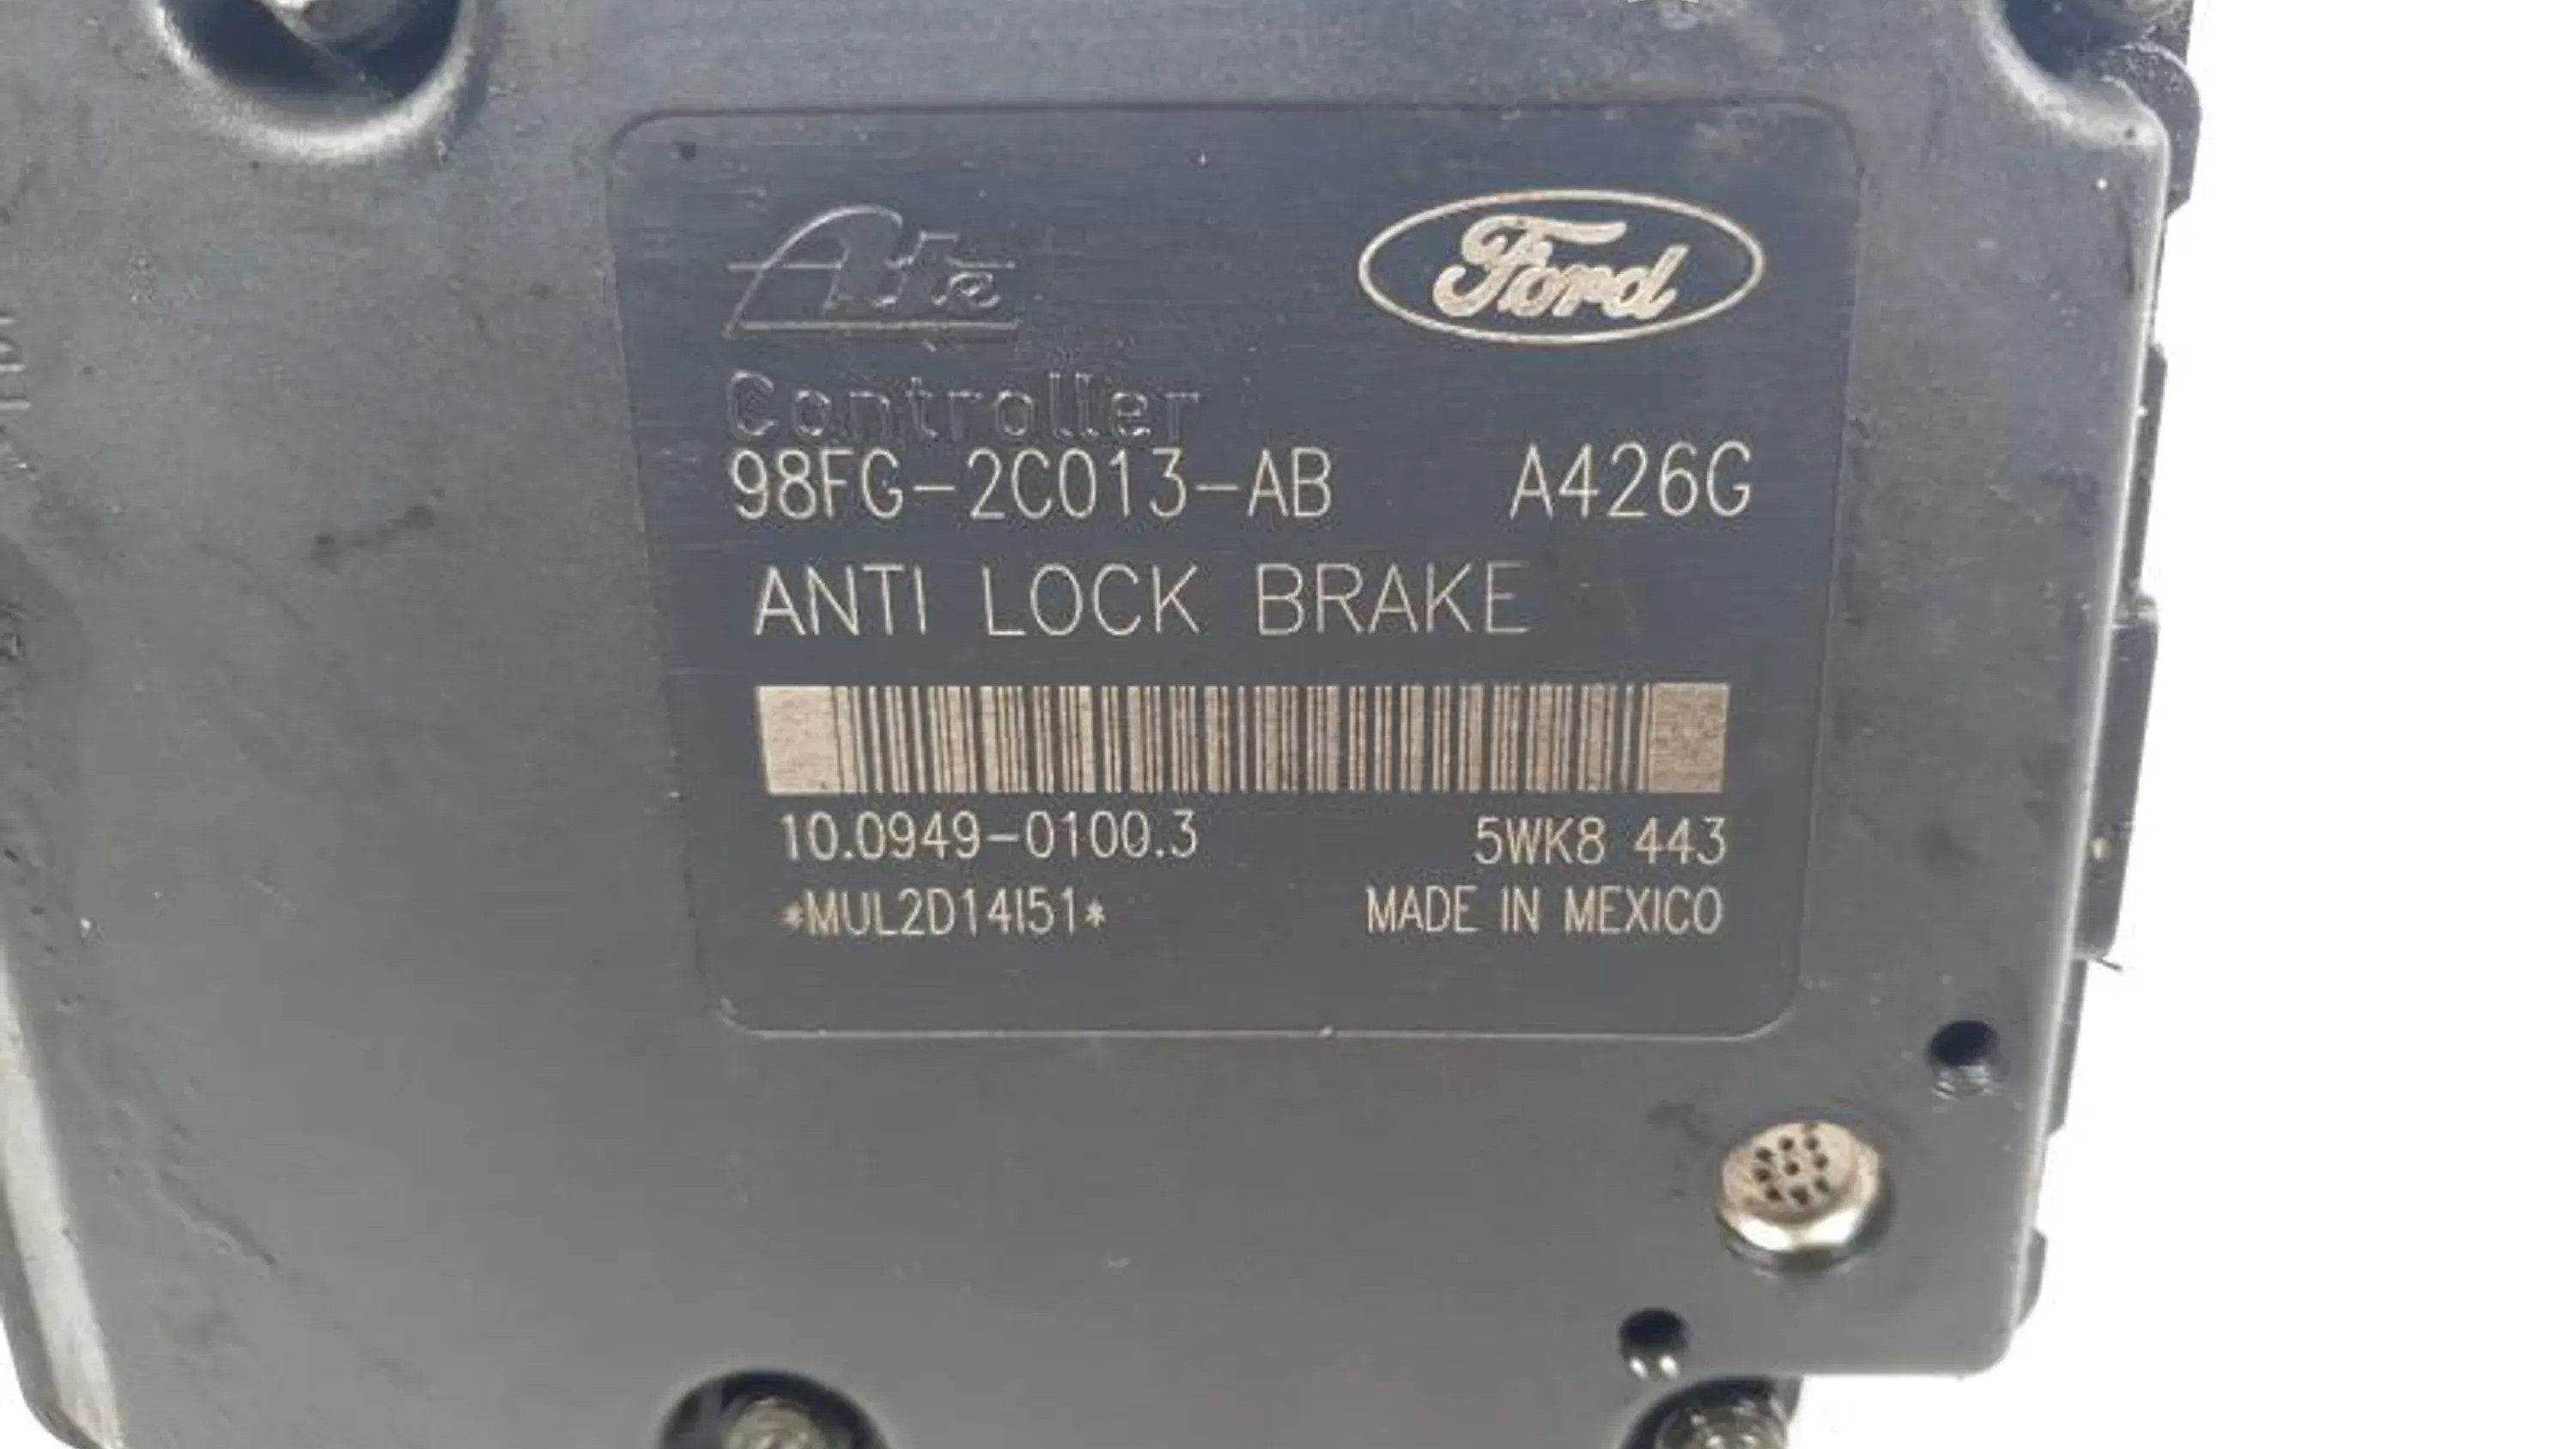 Ate Ford
Controller
98FG-2C013-AB A426G
ANTI LOCK BRAKE
10.0949-0100.3 5WK8 443
*MUL2D14I51* MADE IN MEXICO